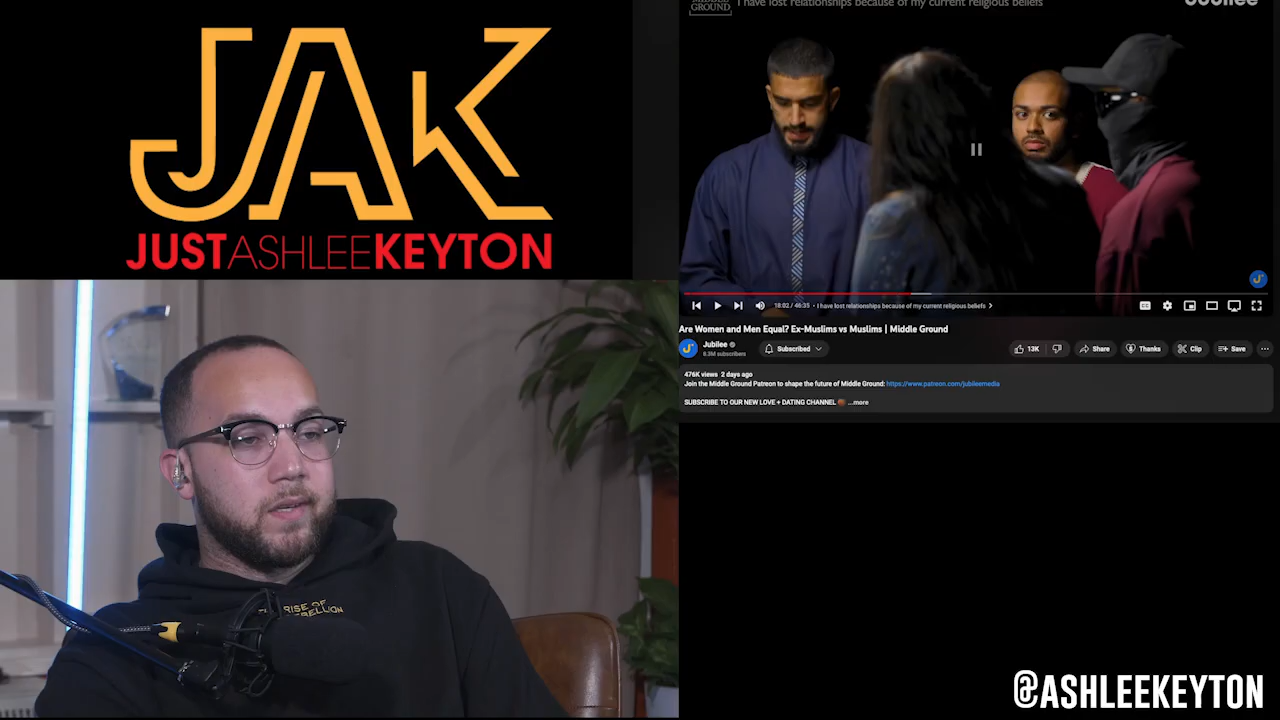 JAK
JUSTASHLEEKEYTON
GROUND
I have lost relationships because of my current religious beliefs
Jubilee
18:02 / 46:35 • I have lost relationships because of my current religious beliefs
Are Women and Men Equal? Ex-Muslims vs Muslims | Middle Ground
Jubilee
Subscribed
13K
Share
Thanks
Clip
Save
476K views 2 days ago
Join the Middle Ground Patreon to shape the future of Middle Ground: https://www.patreon.com/jubileemedia
SUBSCRIBE TO OUR NEW LOVE + DATING CHANNEL ...more
RISE OF
@ASHLEEKEYTON